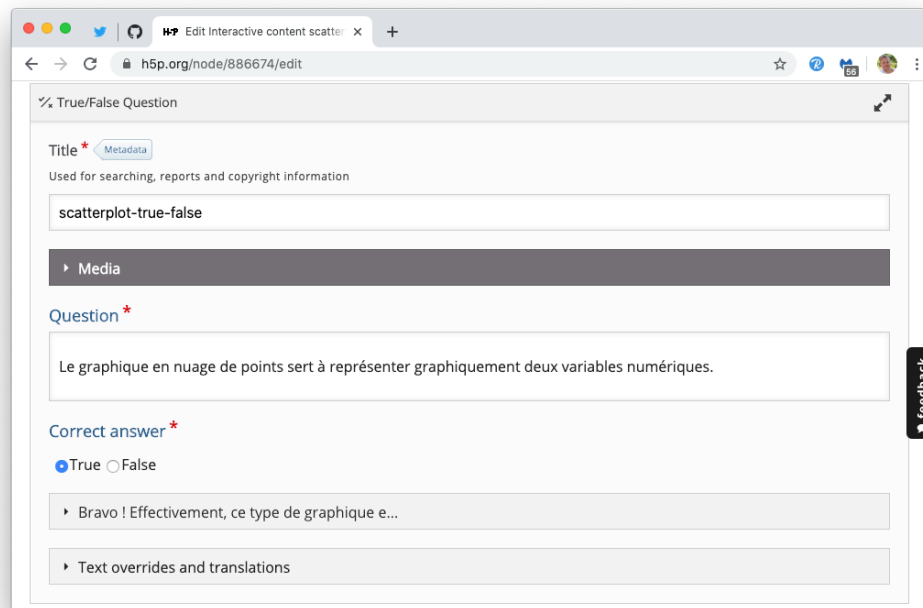 H-P Edit Interactive content scatter
h5p.org/node/886674/edit
56
True/False Question
Title * Metadata
Used for searching, reports and copyright information
scatterplot-true-false
Media
Question *
Le graphique en nuage de points sert à représenter graphiquement deux variables numériques.
feedback
Correct answer *
True False
Bravo ! Effectivement, ce type de graphique e...
Text overrides and translations